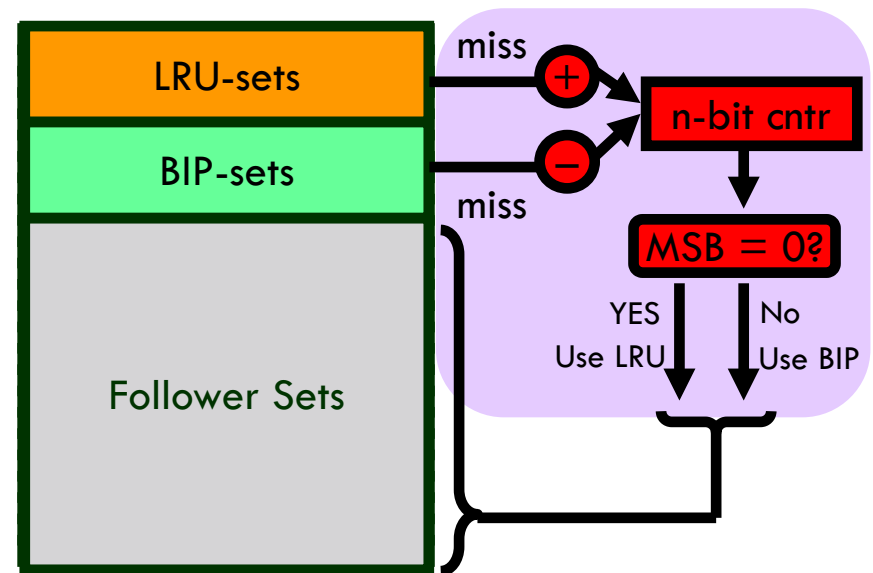 LRU-sets
miss
+
n-bit cntr
BIP-sets
−
miss
MSB = 0?
YES
No
Use LRU
Use BIP
Follower Sets